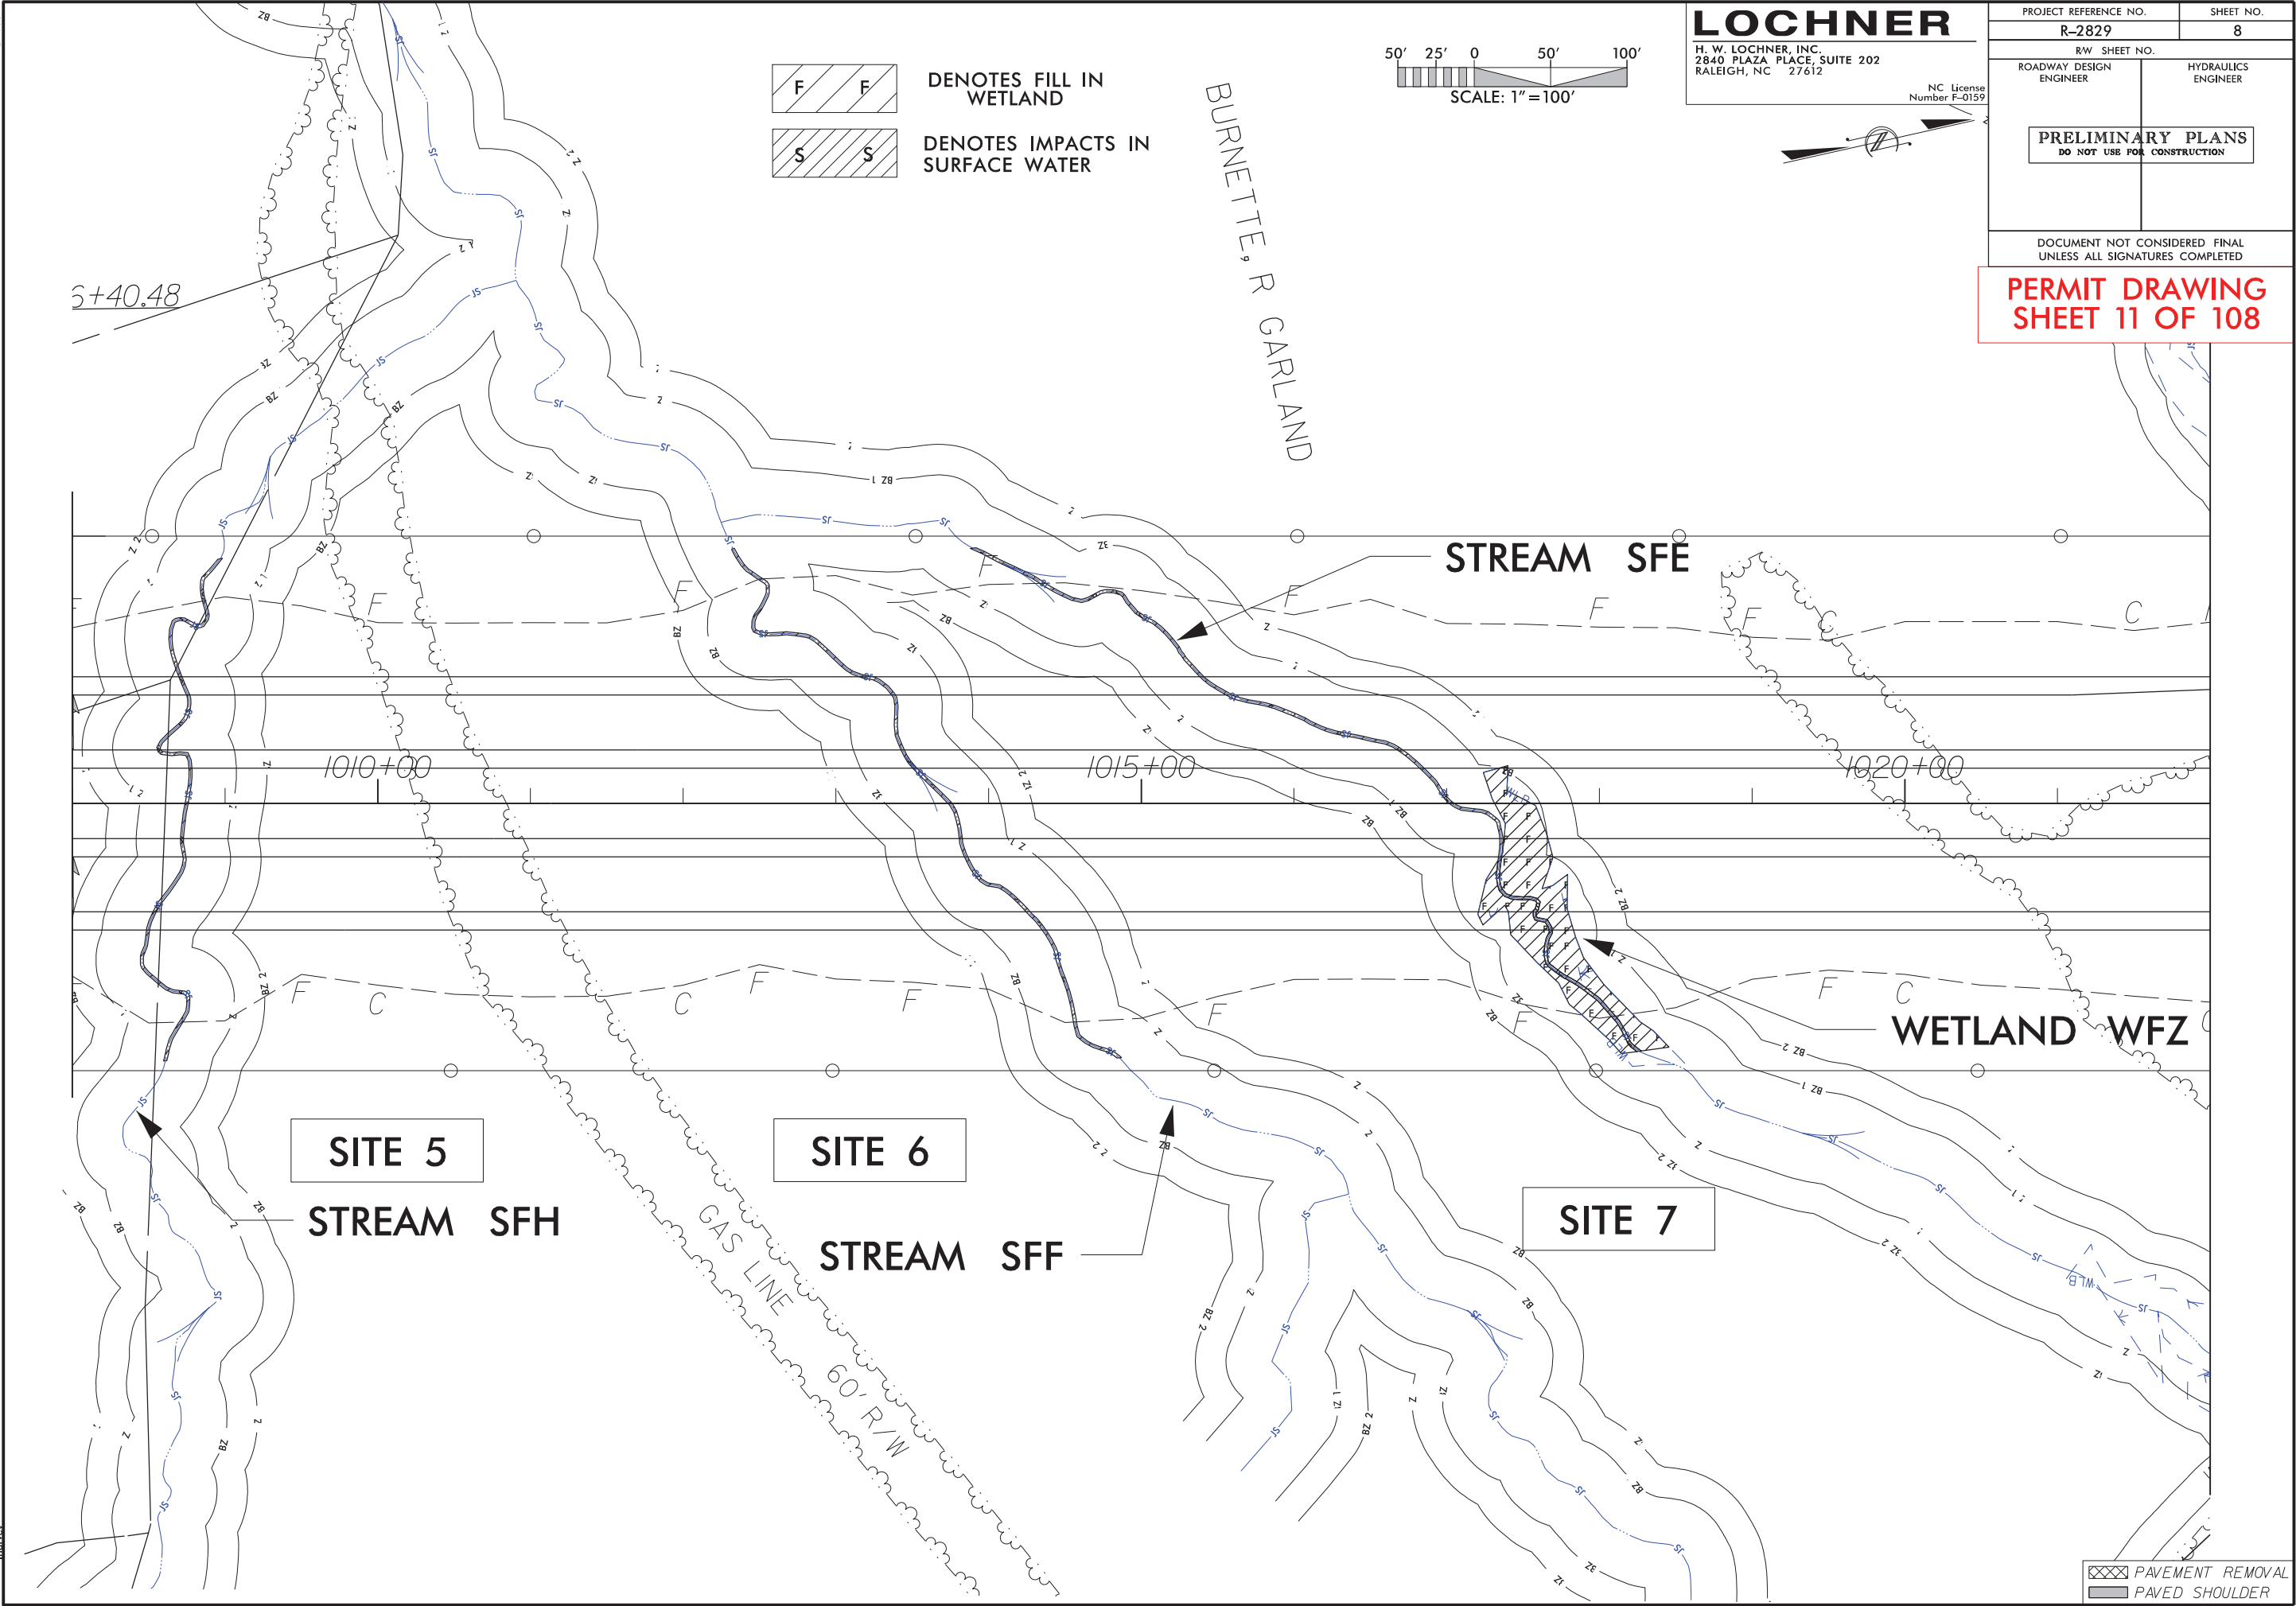 LOCHNER
H. W. LOCHNER, INC.
2840 PLAZA PLACE, SUITE 202
RALEIGH, NC 27612
NC License
Number F-0159
PROJECT REFERENCE NO.
SHEET NO.
R-2829
8
RW SHEET NO.
ROADWAY DESIGN
ENGINEER
HYDRAULICS
ENGINEER
PRELIMINARY PLANS
DO NOT USE FOR CONSTRUCTION
DOCUMENT NOT CONSIDERED FINAL
UNLESS ALL SIGNATURES COMPLETED
PERMIT DRAWING
SHEET 11 OF 108
F F
DENOTES FILL IN
WETLAND
S S
DENOTES IMPACTS IN
SURFACE WATER
50' 25' 0 50' 100'
SCALE: 1"=100'
BURNETTE, R GARLAND
6+40.48
STREAM SFE
1010+00
1015+00
1020+00
WETLAND WFZ
SITE 5
STREAM SFH
SITE 6
STREAM SFF
SITE 7
GAS LINE
60' R/W
PAVEMENT REMOVAL
PAVED SHOULDER